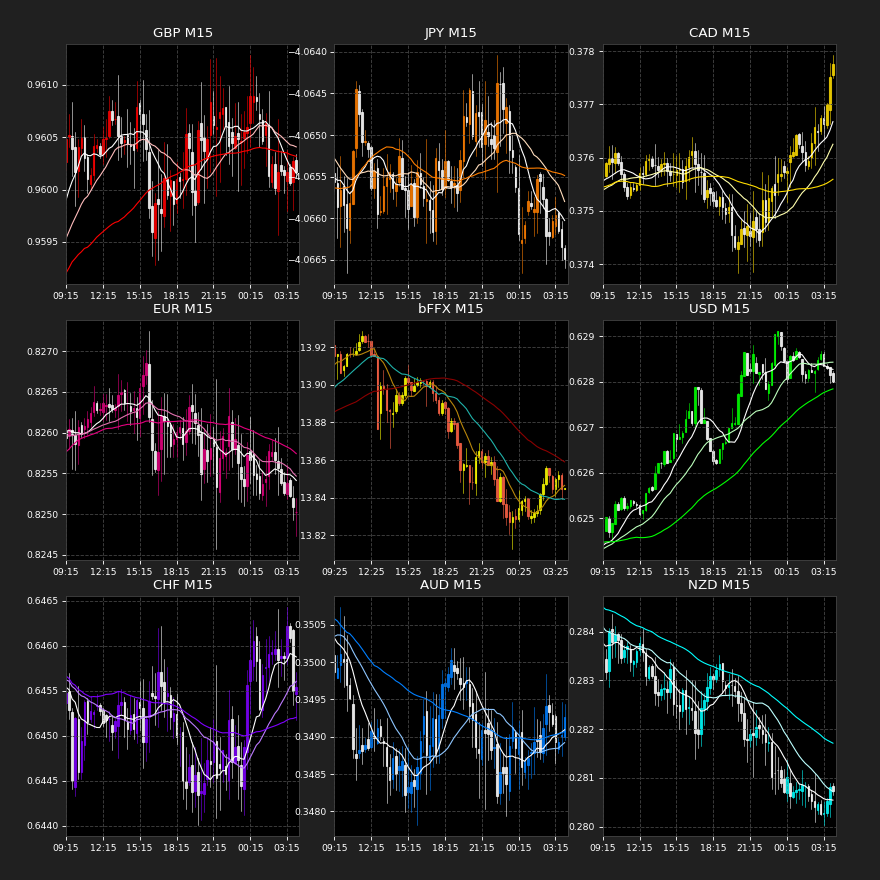 GBP M15
0.9610
0.9605
0.9600
0.9595
09:15 12:15 15:15 18:15 21:15 00:15 03:15
JPY M15
−4.0640
−4.0645
−4.0650
−4.0655
−4.0660
−4.0665
09:15 12:15 15:15 18:15 21:15 00:15 03:15
CAD M15
0.378
0.377
0.376
0.375
0.374
09:15 12:15 15:15 18:15 21:15 00:15 03:15
EUR M15
0.8270
0.8265
0.8260
0.8255
0.8250
0.8245
09:15 12:15 15:15 18:15 21:15 00:15 03:15
bFFX M15
13.92
13.90
13.88
13.86
13.84
13.82
09:25 12:25 15:25 18:25 21:25 00:25 03:25
USD M15
0.629
0.628
0.627
0.626
0.625
09:15 12:15 15:15 18:15 21:15 00:15 03:15
CHF M15
0.6465
0.6460
0.6455
0.6450
0.6445
0.6440
09:15 12:15 15:15 18:15 21:15 00:15 03:15
AUD M15
0.3505
0.3500
0.3495
0.3490
0.3485
0.3480
09:15 12:15 15:15 18:15 21:15 00:15 03:15
NZD M15
0.284
0.283
0.282
0.281
0.280
09:15 12:15 15:15 18:15 21:15 00:15 03:15